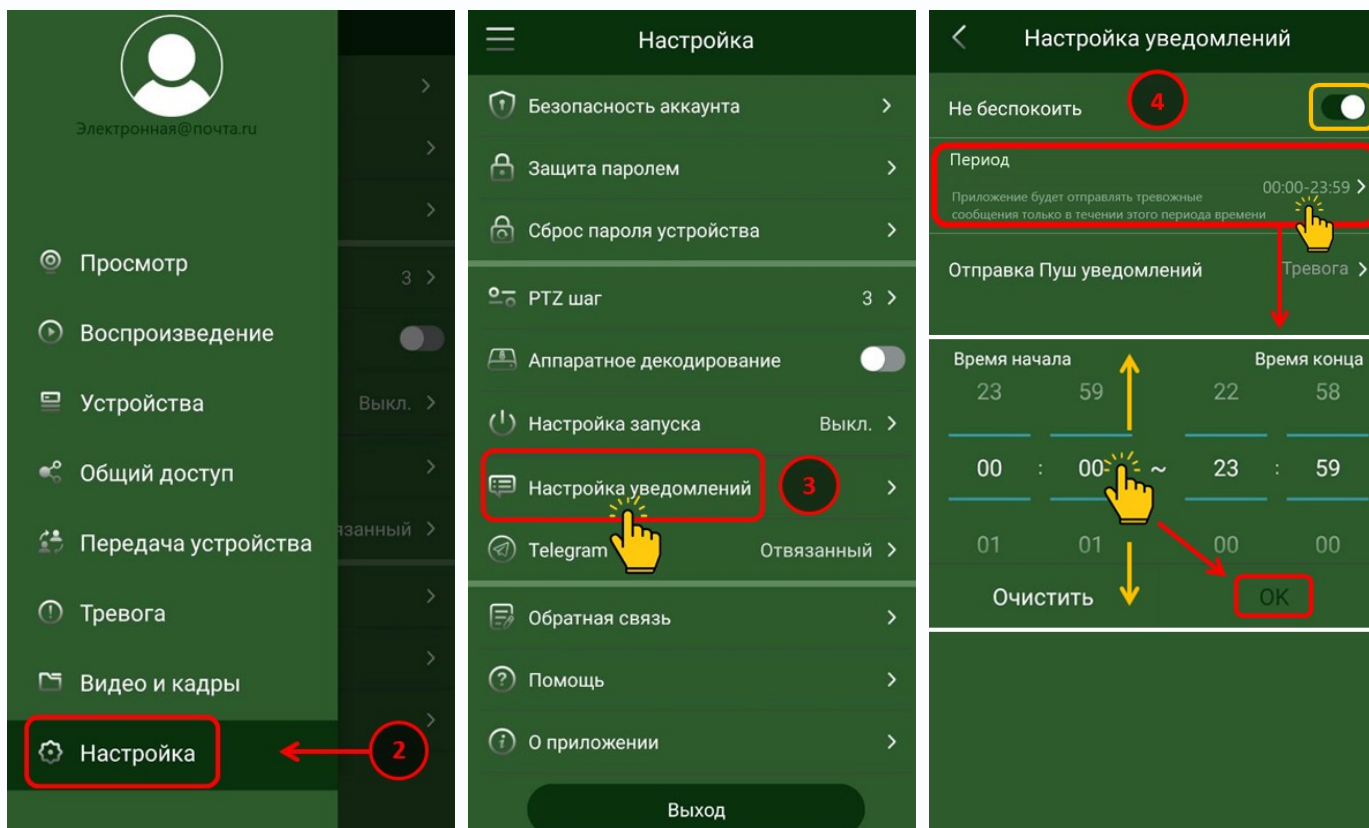 Электронная@почта.ru
Просмотр
Воспроизведение
Устройства
Общий доступ
Передача устройства
Тревога
Видео и кадры
Настройка
3
Выкл.
язанный
2
Настройка
Безопасность аккаунта
Защита паролем
Сброс пароля устройства
PTZ шаг 3
Аппаратное декодирование
Настройка запуска Выкл.
Настройка уведомлений 3
Telegram Отвязанный
Обратная связь
Помощь
О приложении
Выход
Настройка уведомлений
Не беспокоить 4
Период
00:00-23:59
Приложение будет отправлять тревожные
сообщения только в течении этого периода времени
Отправка Пуш уведомлений Тревога
Время начала Время конца
23 59 22 58
00 : 00 ~ 23 : 59
01 01 00 00
Очистить OK